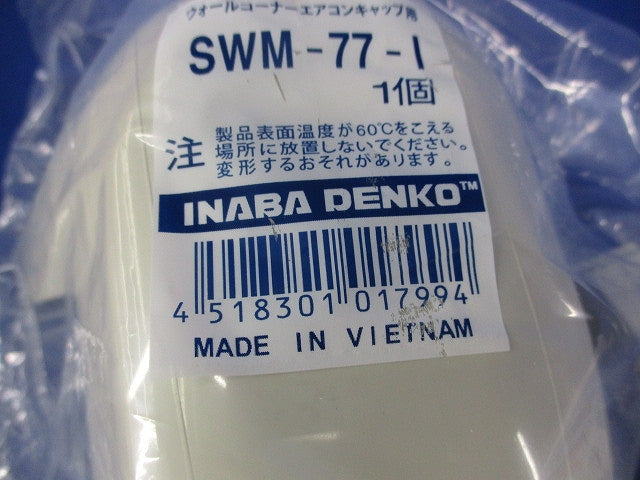 ウォールコーナーエアコンキャップ用
SWM-77-I
1個
注
製品表面温度が60℃をこえる
場所に放置しないでください。
変形するおそれがあります。
INABA DENKO™
4 518301 017994
MADE IN VIETNAM